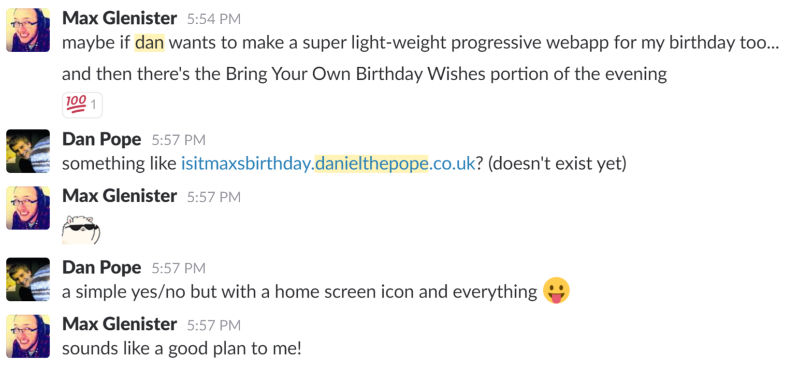 Max Glenister 5:54 PM
maybe if dan wants to make a super light-weight progressive webapp for my birthday too...
and then there's the Bring Your Own Birthday Wishes portion of the evening
100 1
Dan Pope 5:57 PM
something like isitmaxsbirthday.danielthepope.co.uk? (doesn't exist yet)
Max Glenister 5:57 PM
Dan Pope 5:57 PM
a simple yes/no but with a home screen icon and everything
Max Glenister 5:57 PM
sounds like a good plan to me!